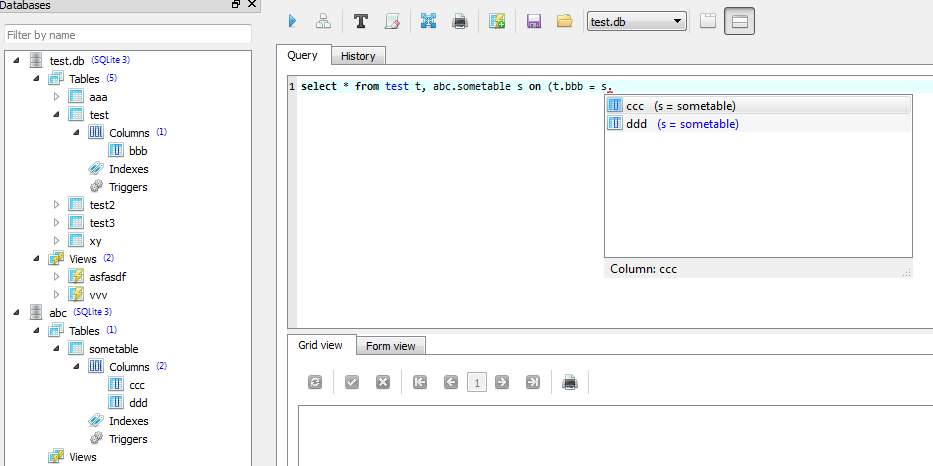 Databases
Filter by name
test.db (SQLite 3)
Tables (5)
aaa
test
Columns (1)
bbb
Indexes
Triggers
test2
test3
xy
Views (2)
asfasdf
vvv
abc (SQLite 3)
Tables (1)
sometable
Columns (2)
ccc
ddd
Indexes
Triggers
Views
test.db
Query History
1 select * from test t, abc.sometable s on (t.bbb = s.
ccc (s = sometable)
ddd (s = sometable)
Column: ccc
Grid view Form view
1